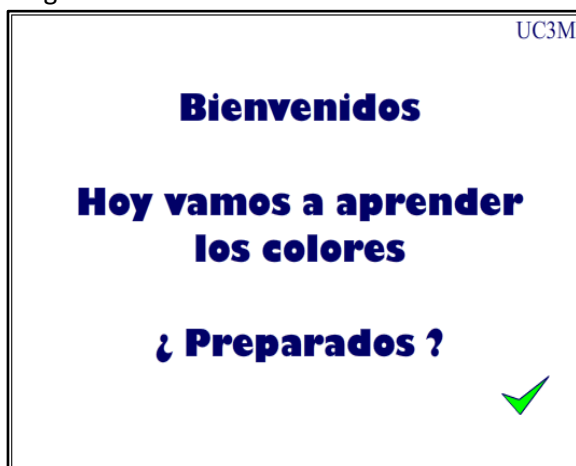 UC3M
Bienvenidos
Hoy vamos a aprender
los colores
¿ Preparados ?